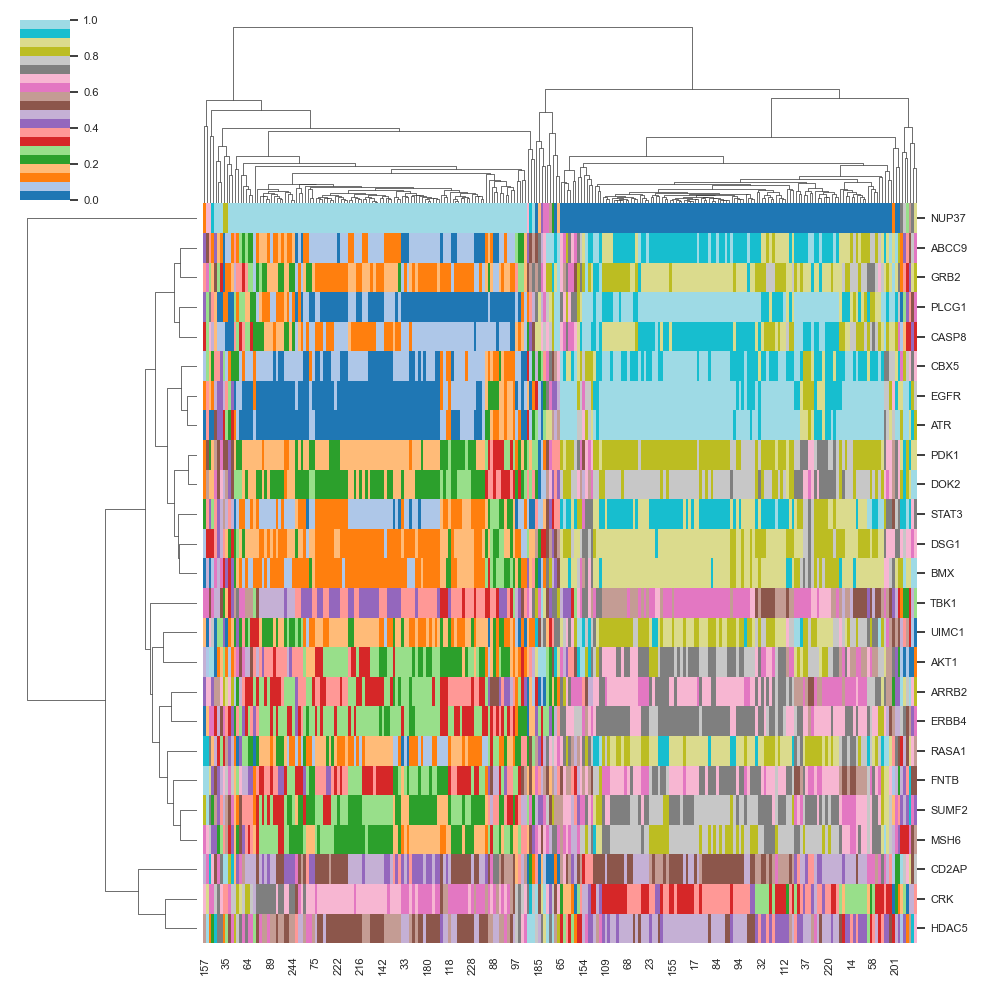 1.0
0.8
0.6
0.4
0.2
0.0
NUP37
ABCC9
GRB2
PLCG1
CASP8
CBX5
EGFR
ATR
PDK1
DOK2
STAT3
DSG1
BMX
TBK1
UIMC1
AKT1
ARRB2
ERBB4
RASA1
FNTB
SUMF2
MSH6
CD2AP
CRK
HDAC5
157 35 64 89 244 75 222 216 142 33 180 118 228 88 97 185 65 154 109 68 23 155 17 84 94 32 112 37 220 14 58 201